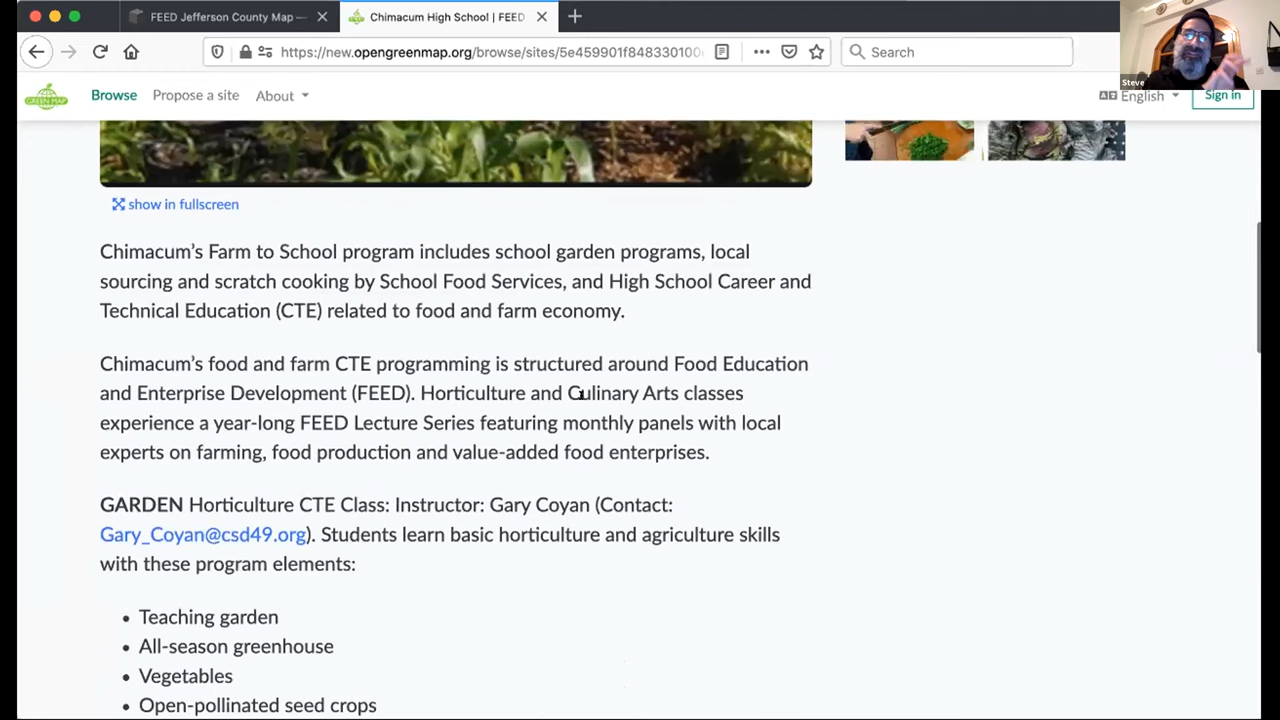 FEED Jefferson County Map —
Chimacum High School | FEED
https://new.opengreenmap.org/browse/sites/5e459901f848330100
Search
Steve
GREEN MAP
Browse
Propose a site
About
English
Sign in
show in fullscreen
Chimacum's Farm to School program includes school garden programs, local
sourcing and scratch cooking by School Food Services, and High School Career and
Technical Education (CTE) related to food and farm economy.
Chimacum's food and farm CTE programming is structured around Food Education
and Enterprise Development (FEED). Horticulture and Culinary Arts classes
experience a year-long FEED Lecture Series featuring monthly panels with local
experts on farming, food production and value-added food enterprises.
GARDEN Horticulture CTE Class: Instructor: Gary Coyan (Contact:
Gary_Coyan@csd49.org). Students learn basic horticulture and agriculture skills
with these program elements:
• Teaching garden
• All-season greenhouse
• Vegetables
• Open-pollinated seed crops